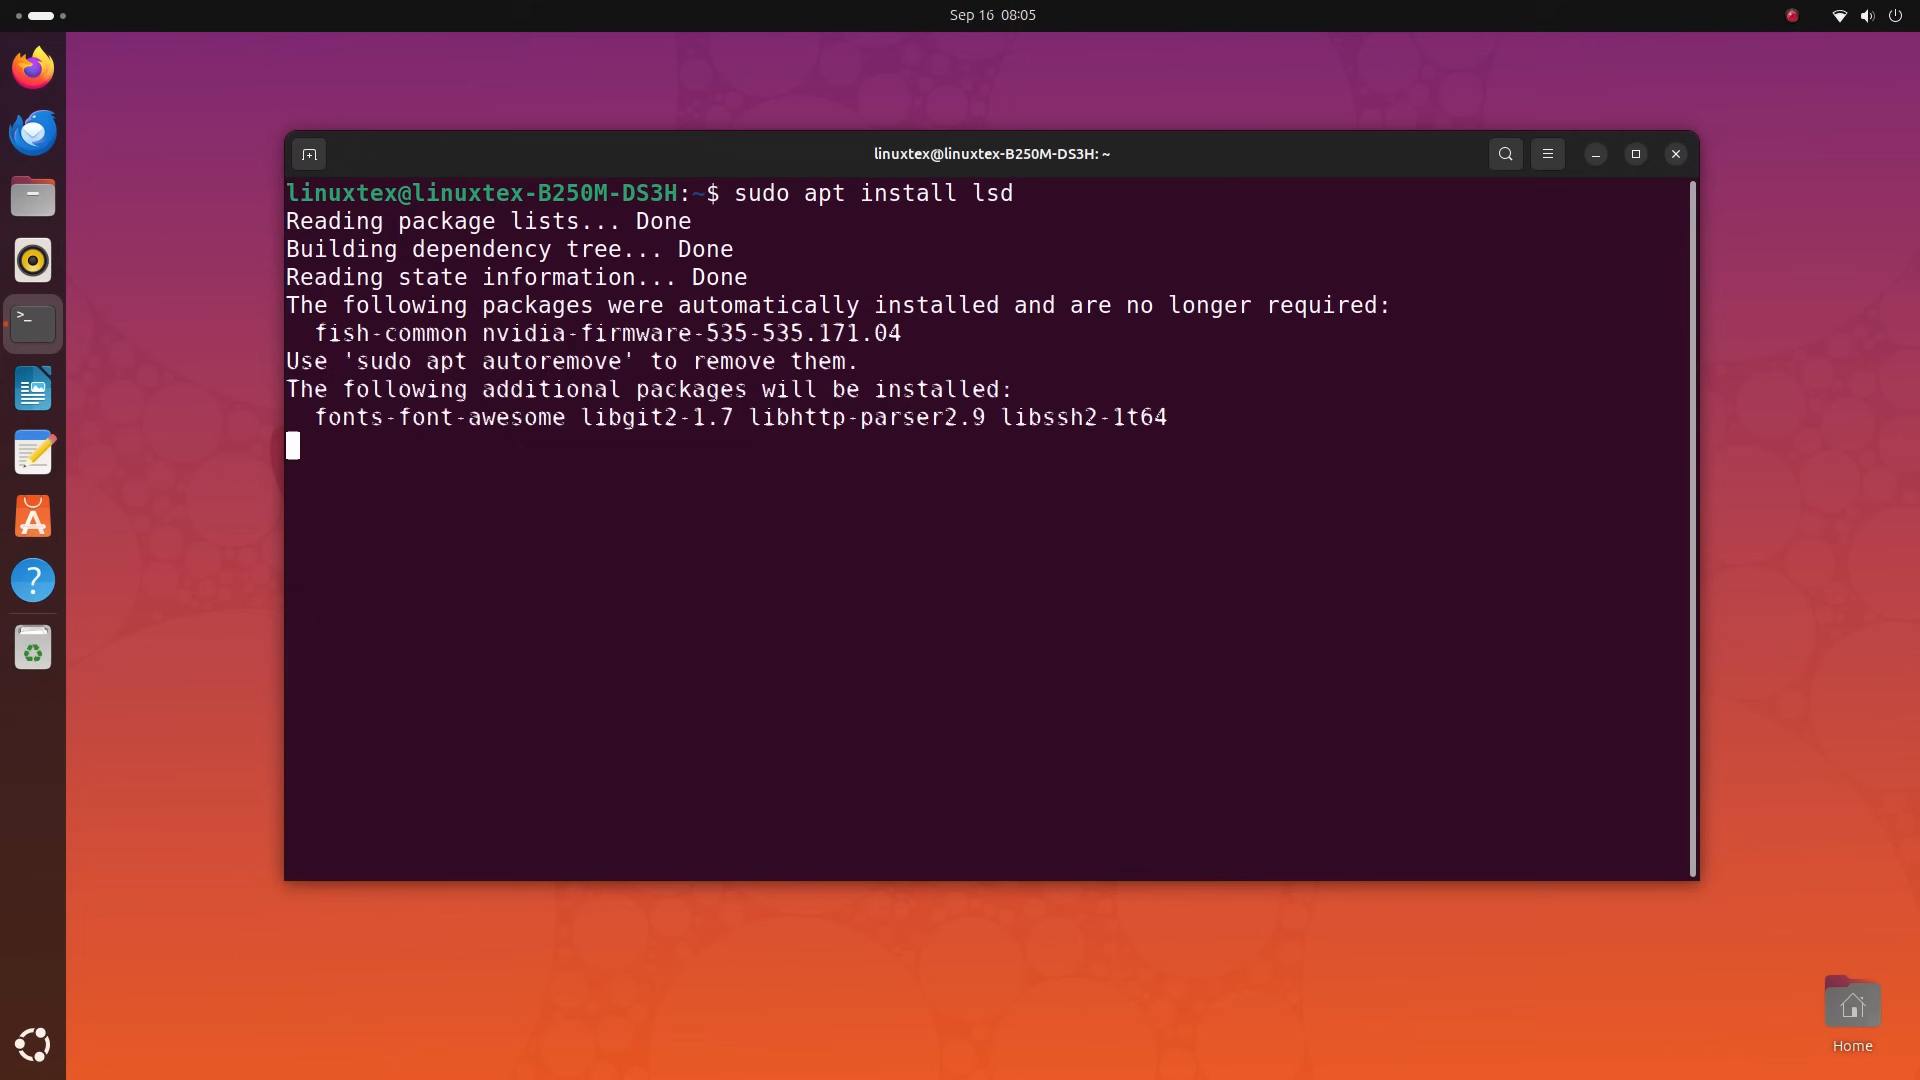 Sep 16 08:05
linuxtex@linuxtex-B250M-DS3H: ~
linuxtex@linuxtex-B250M-DS3H:~$ sudo apt install lsd
Reading package lists... Done
Building dependency tree... Done
Reading state information... Done
The following packages were automatically installed and are no longer required:
  fish-common nvidia-firmware-535-535.171.04
Use 'sudo apt autoremove' to remove them.
The following additional packages will be installed:
  fonts-font-awesome libgit2-1.7 libhttp-parser2.9 libssh2-1t64
Home